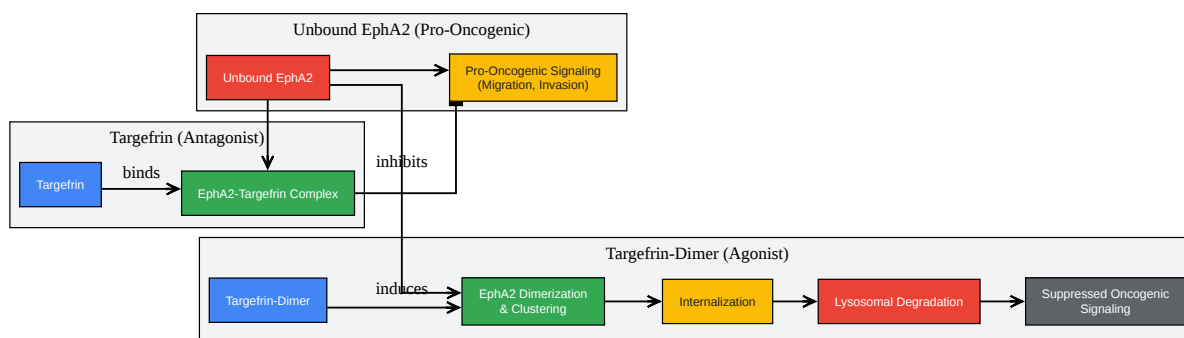 Unbound EphA2 (Pro-Oncogenic)
Unbound EphA2
Pro-Oncogenic Signaling
(Migration, Invasion)
Targefrin (Antagonist)
Targefrin
binds
EphA2-Targefrin Complex
inhibits
Targefrin-Dimer (Agonist)
Targefrin-Dimer
induces
EphA2 Dimerization
& Clustering
Internalization
Lysosomal Degradation
Suppressed Oncogenic
Signaling